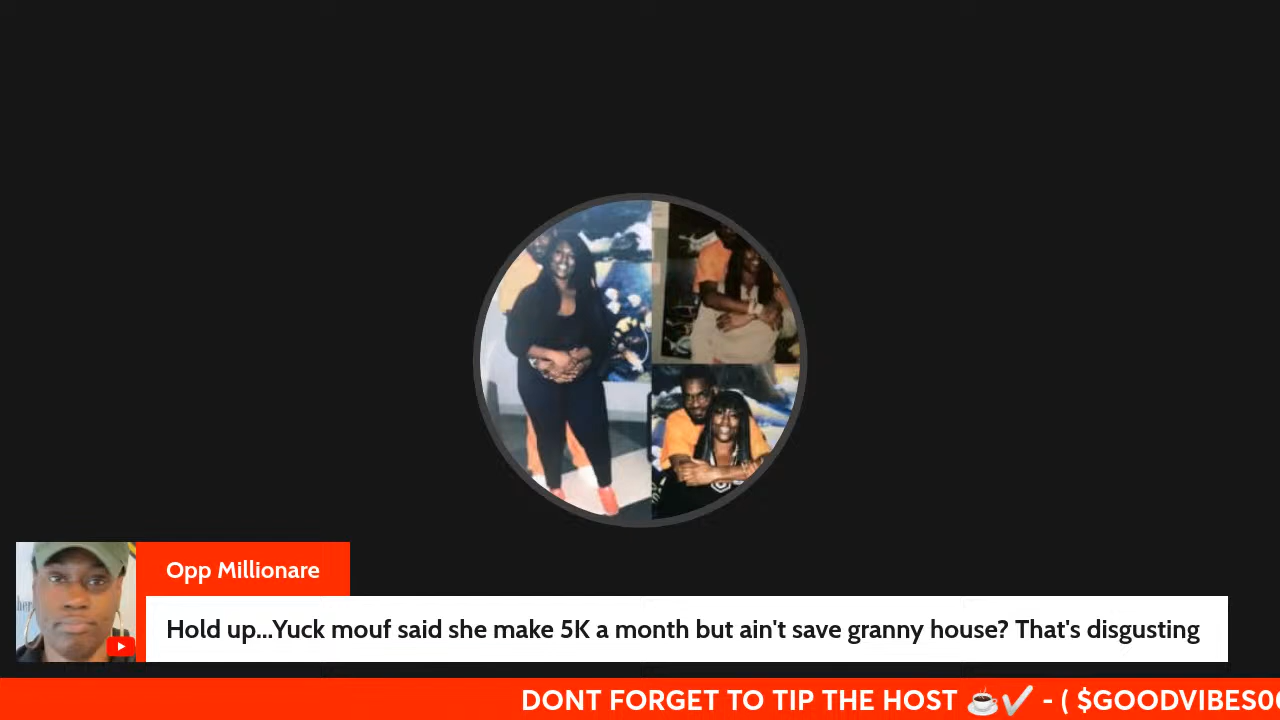 Opp Millionare
Hold up...Yuck mouf said she make 5K a month but ain't save granny house? That's disgusting
DONT FORGET TO TIP THE HOST ☕✔ - ( $GOODVIBES0